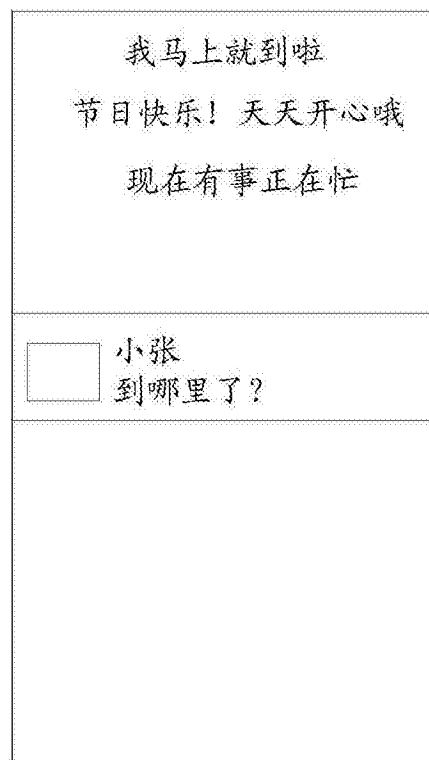 我马上就到啦
节日快乐！天天开心哦
现在有事正在忙
小张
到哪里了？